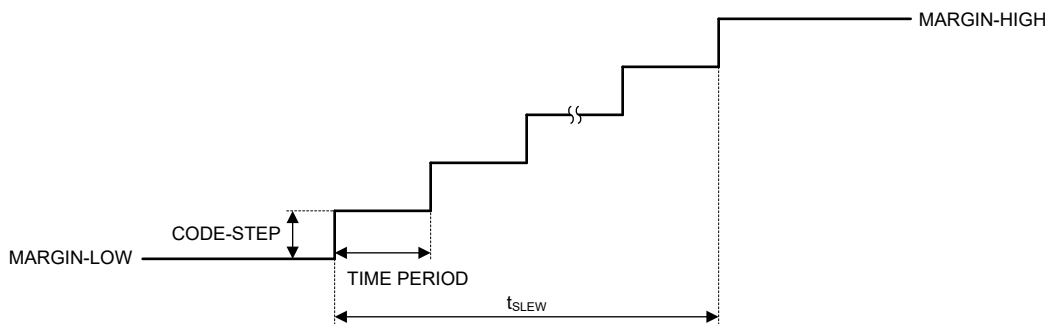 MARGIN-HIGH
CODE-STEP
MARGIN-LOW
TIME PERIOD
tSLEW